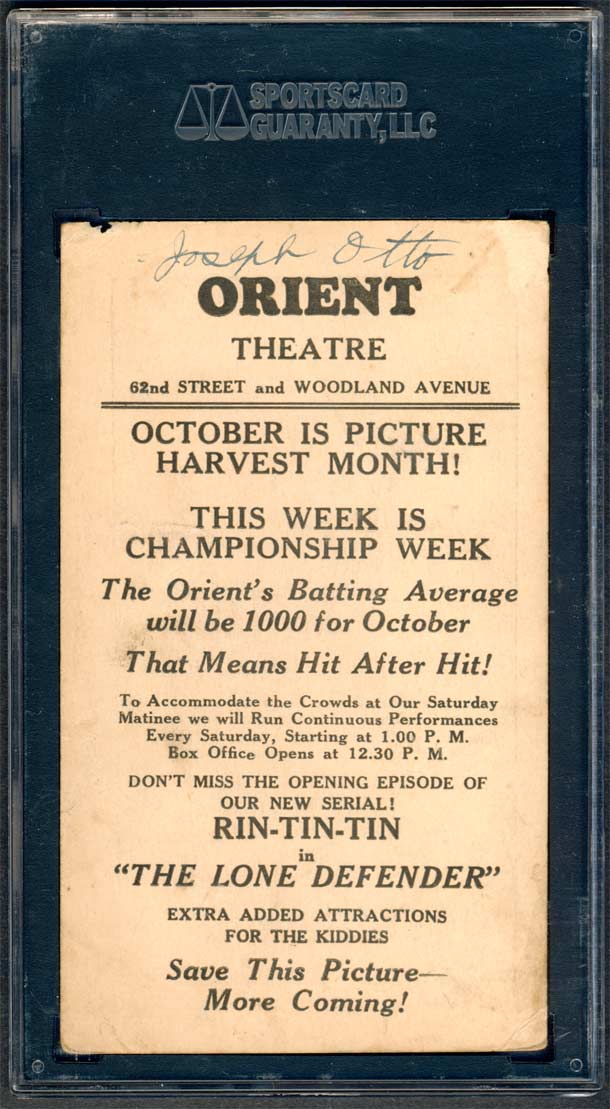 SPORTSCARD
GUARANTY, LLC
Joseph Otto
ORIENT
THEATRE
62nd STREET and WOODLAND AVENUE
OCTOBER IS PICTURE
HARVEST MONTH!
THIS WEEK IS
CHAMPIONSHIP WEEK
The Orient's Batting Average
will be 1000 for October
That Means Hit After Hit!
To Accommodate the Crowds at Our Saturday
Matinee we will Run Continuous Performances
Every Saturday, Starting at 1.00 P. M.
Box Office Opens at 12.30 P. M.
DON'T MISS THE OPENING EPISODE OF
OUR NEW SERIAL!
RIN-TIN-TIN
in
"THE LONE DEFENDER"
EXTRA ADDED ATTRACTIONS
FOR THE KIDDIES
Save This Picture—
More Coming!